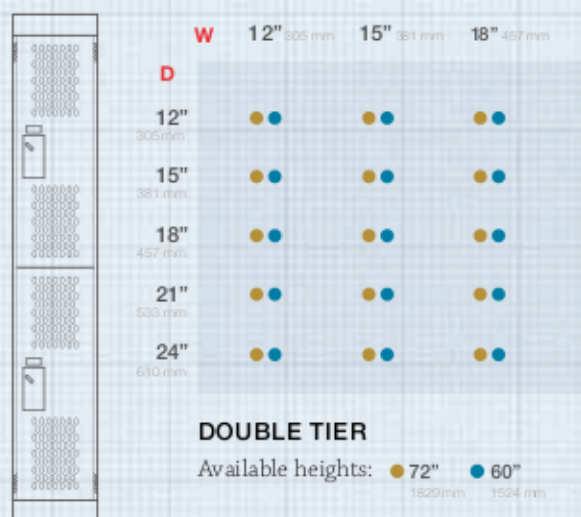 W 12” 305 mm 15” 381 mm 18” 457 mm
D
12”
305 mm
15”
381 mm
18”
457 mm
21”
533 mm
24”
610 mm
DOUBLE TIER
Available heights: 72” 60”
1829 mm 1524 mm